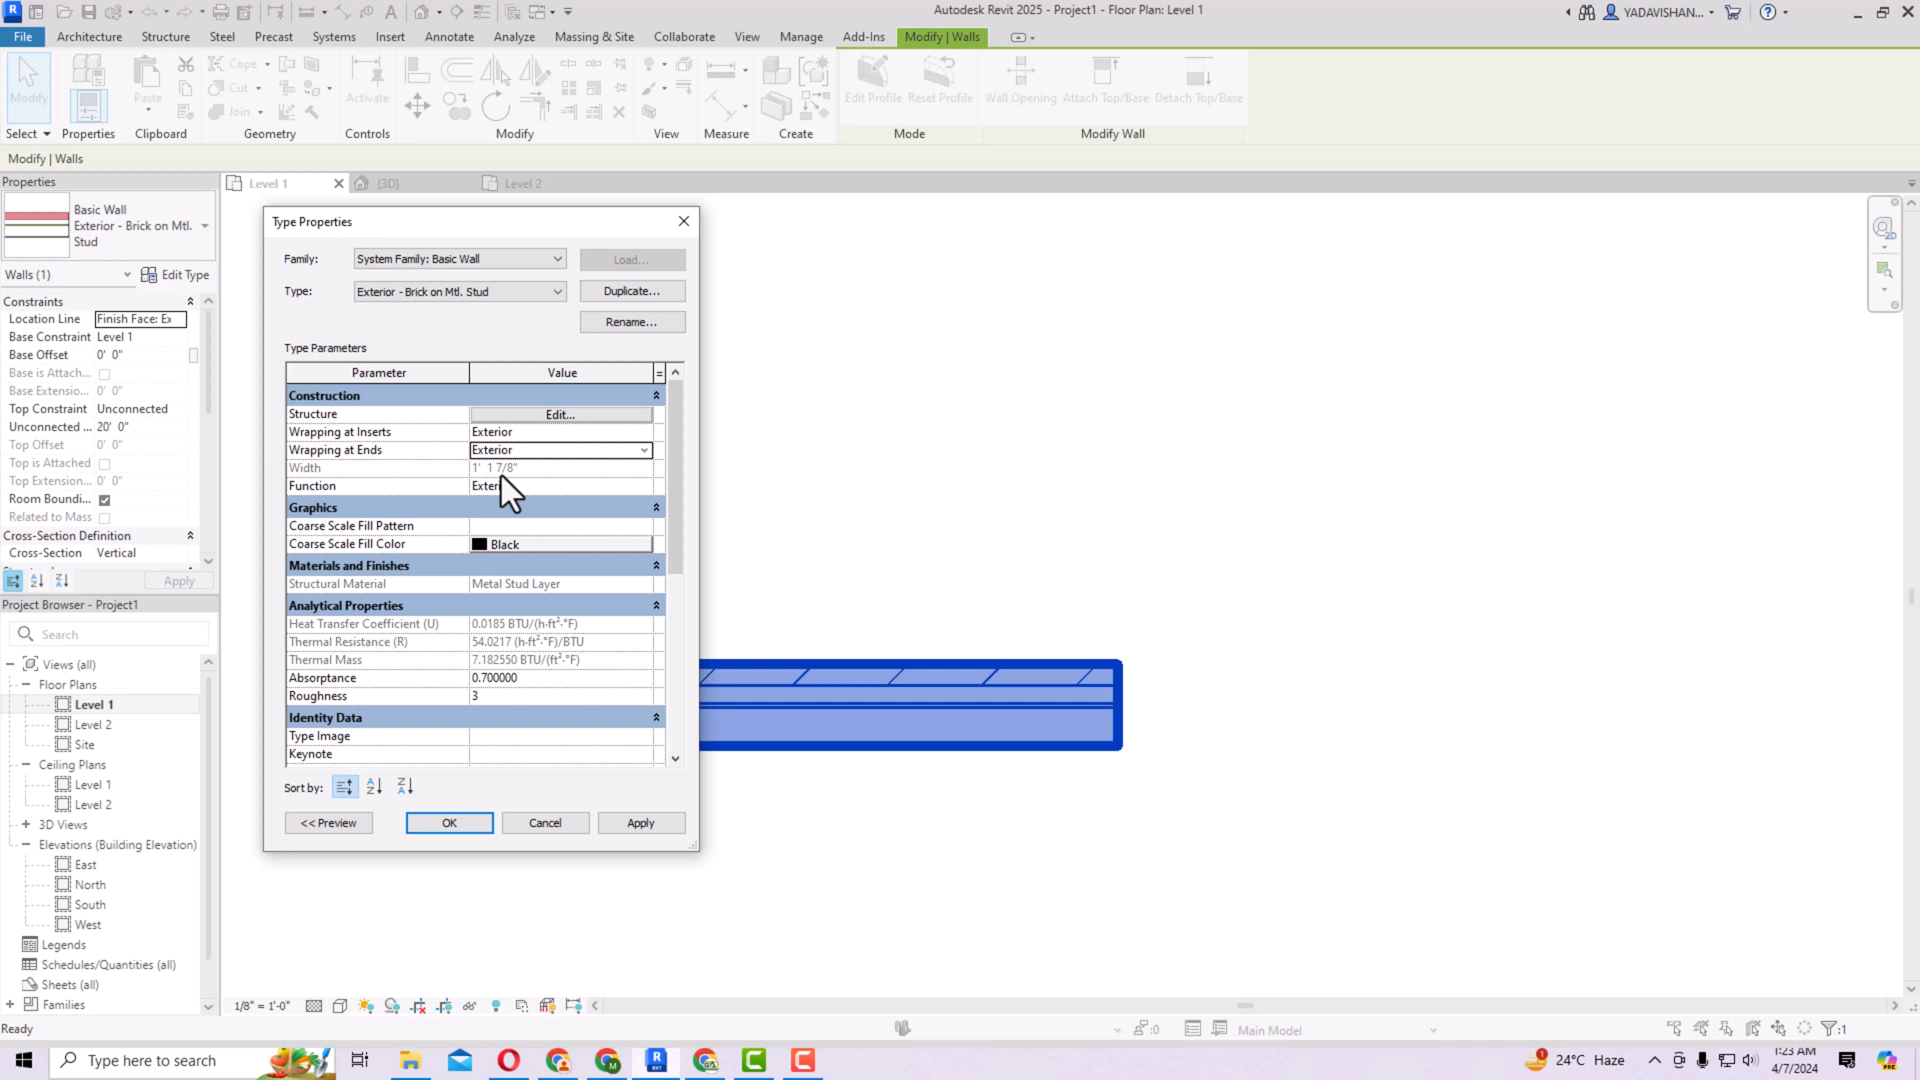 Autodesk Revit 2025 - Project1 - Floor Plan: Level 1
YADAVISHAN...
File Architecture Structure Steel Precast Systems Insert Annotate Analyze Massing & Site Collaborate View Manage Add-Ins Modify | Walls
Modify Paste Cope Cut Join Activate Edit Profile Reset Profile Wall Opening Attach Top/Base Detach Top/Base
Select Properties Clipboard Geometry Controls Modify View Measure Create Mode Modify Wall
Modify | Walls
Properties
Level 1 {3D} Level 2
Basic Wall
Exterior - Brick on Mtl.
Stud
Walls (1) Edit Type
Constraints
Location Line Finish Face: Ex
Base Constraint Level 1
Base Offset 0' 0"
Base is Attach...
Base Extensio... 0' 0"
Top Constraint Unconnected
Unconnected ... 20' 0"
Top Offset 0' 0"
Top is Attached
Top Extension... 0' 0"
Room Boundi...
Related to Mass
Cross-Section Definition
Cross-Section Vertical
Apply
Project Browser - Project1
Search
Views (all)
Floor Plans
Level 1
Level 2
Site
Ceiling Plans
Level 1
Level 2
3D Views
Elevations (Building Elevation)
East
North
South
West
Legends
Schedules/Quantities (all)
Sheets (all)
Families
Type Properties
Family: System Family: Basic Wall Load...
Type: Exterior - Brick on Mtl. Stud Duplicate...
Rename...
Type Parameters
Parameter Value =
Construction
Structure Edit...
Wrapping at Inserts Exterior
Wrapping at Ends Exterior
Width 1' 1 7/8"
Function
Graphics
Coarse Scale Fill Pattern
Coarse Scale Fill Color Black
Materials and Finishes
Structural Material Metal Stud Layer
Analytical Properties
Heat Transfer Coefficient (U) 0.0185 BTU/(h·ft²·°F)
Thermal Resistance (R) 54.0217 (h·ft²·°F)/BTU
Thermal Mass 7.182550 BTU/(ft²·°F)
Absorptance 0.700000
Roughness 3
Identity Data
Type Image
Keynote
Sort by:
<< Preview OK Cancel Apply
1/8" = 1'-0"
Ready :0 Main Model :1
Type here to search 24°C Haze 1:23 AM
4/7/2024